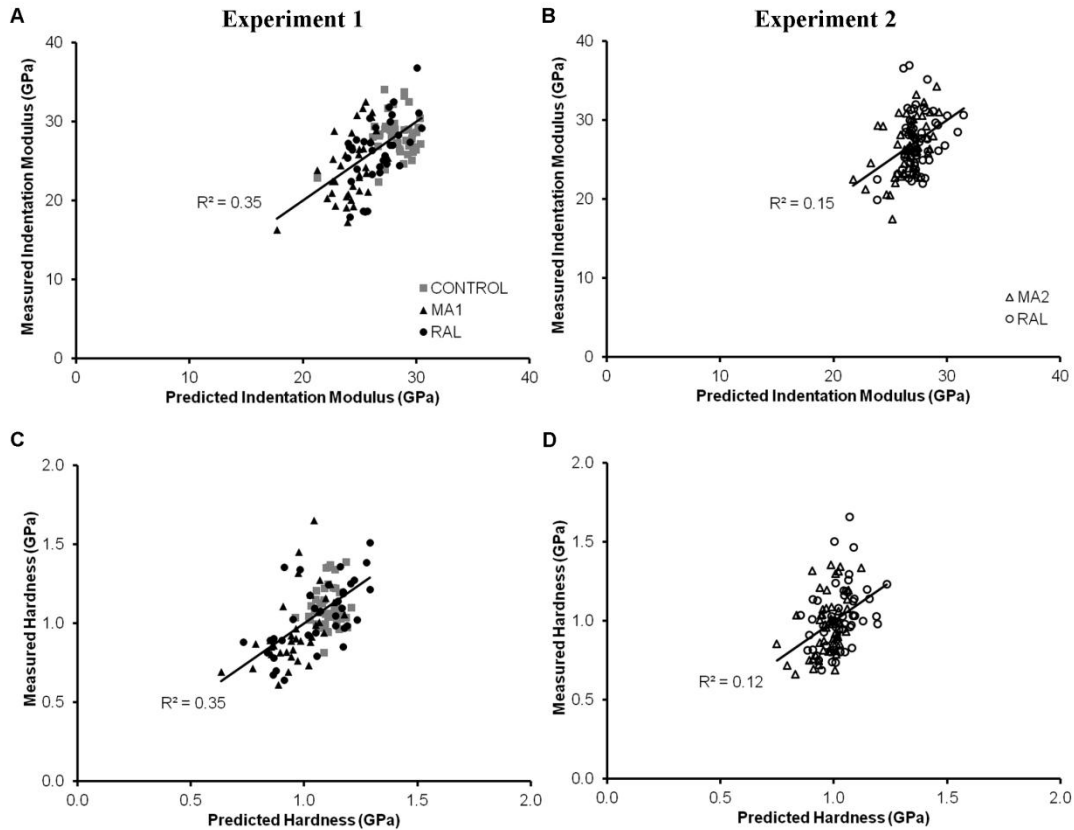 Experiment 1
A
40
30
20
10
0
Measured Indentation Modulus (GPa)
R² = 0.35
CONTROL
MA1
RAL
0 10 20 30 40
Predicted Indentation Modulus (GPa)
Experiment 2
B
40
30
20
10
0
Measured Indentation Modulus (GPa)
R² = 0.15
MA2
RAL
0 10 20 30 40
Predicted Indentation Modulus (GPa)
C
2.0
1.5
1.0
0.5
0.0
Measured Hardness (GPa)
R² = 0.35
0.0 0.5 1.0 1.5 2.0
Predicted Hardness (GPa)
D
2.0
1.5
1.0
0.5
0.0
Measured Hardness (GPa)
R² = 0.12
0.0 0.5 1.0 1.5 2.0
Predicted Hardness (GPa)